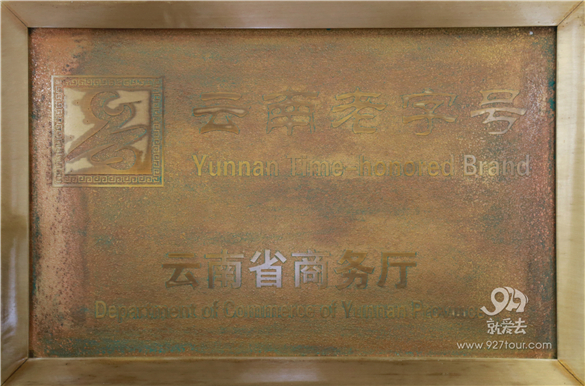 云南老字号
Yunnan Time-honored Brand
云南省商务厅
Department of Commerce of Yunnan Province
927
就爱去
www.927tour.com